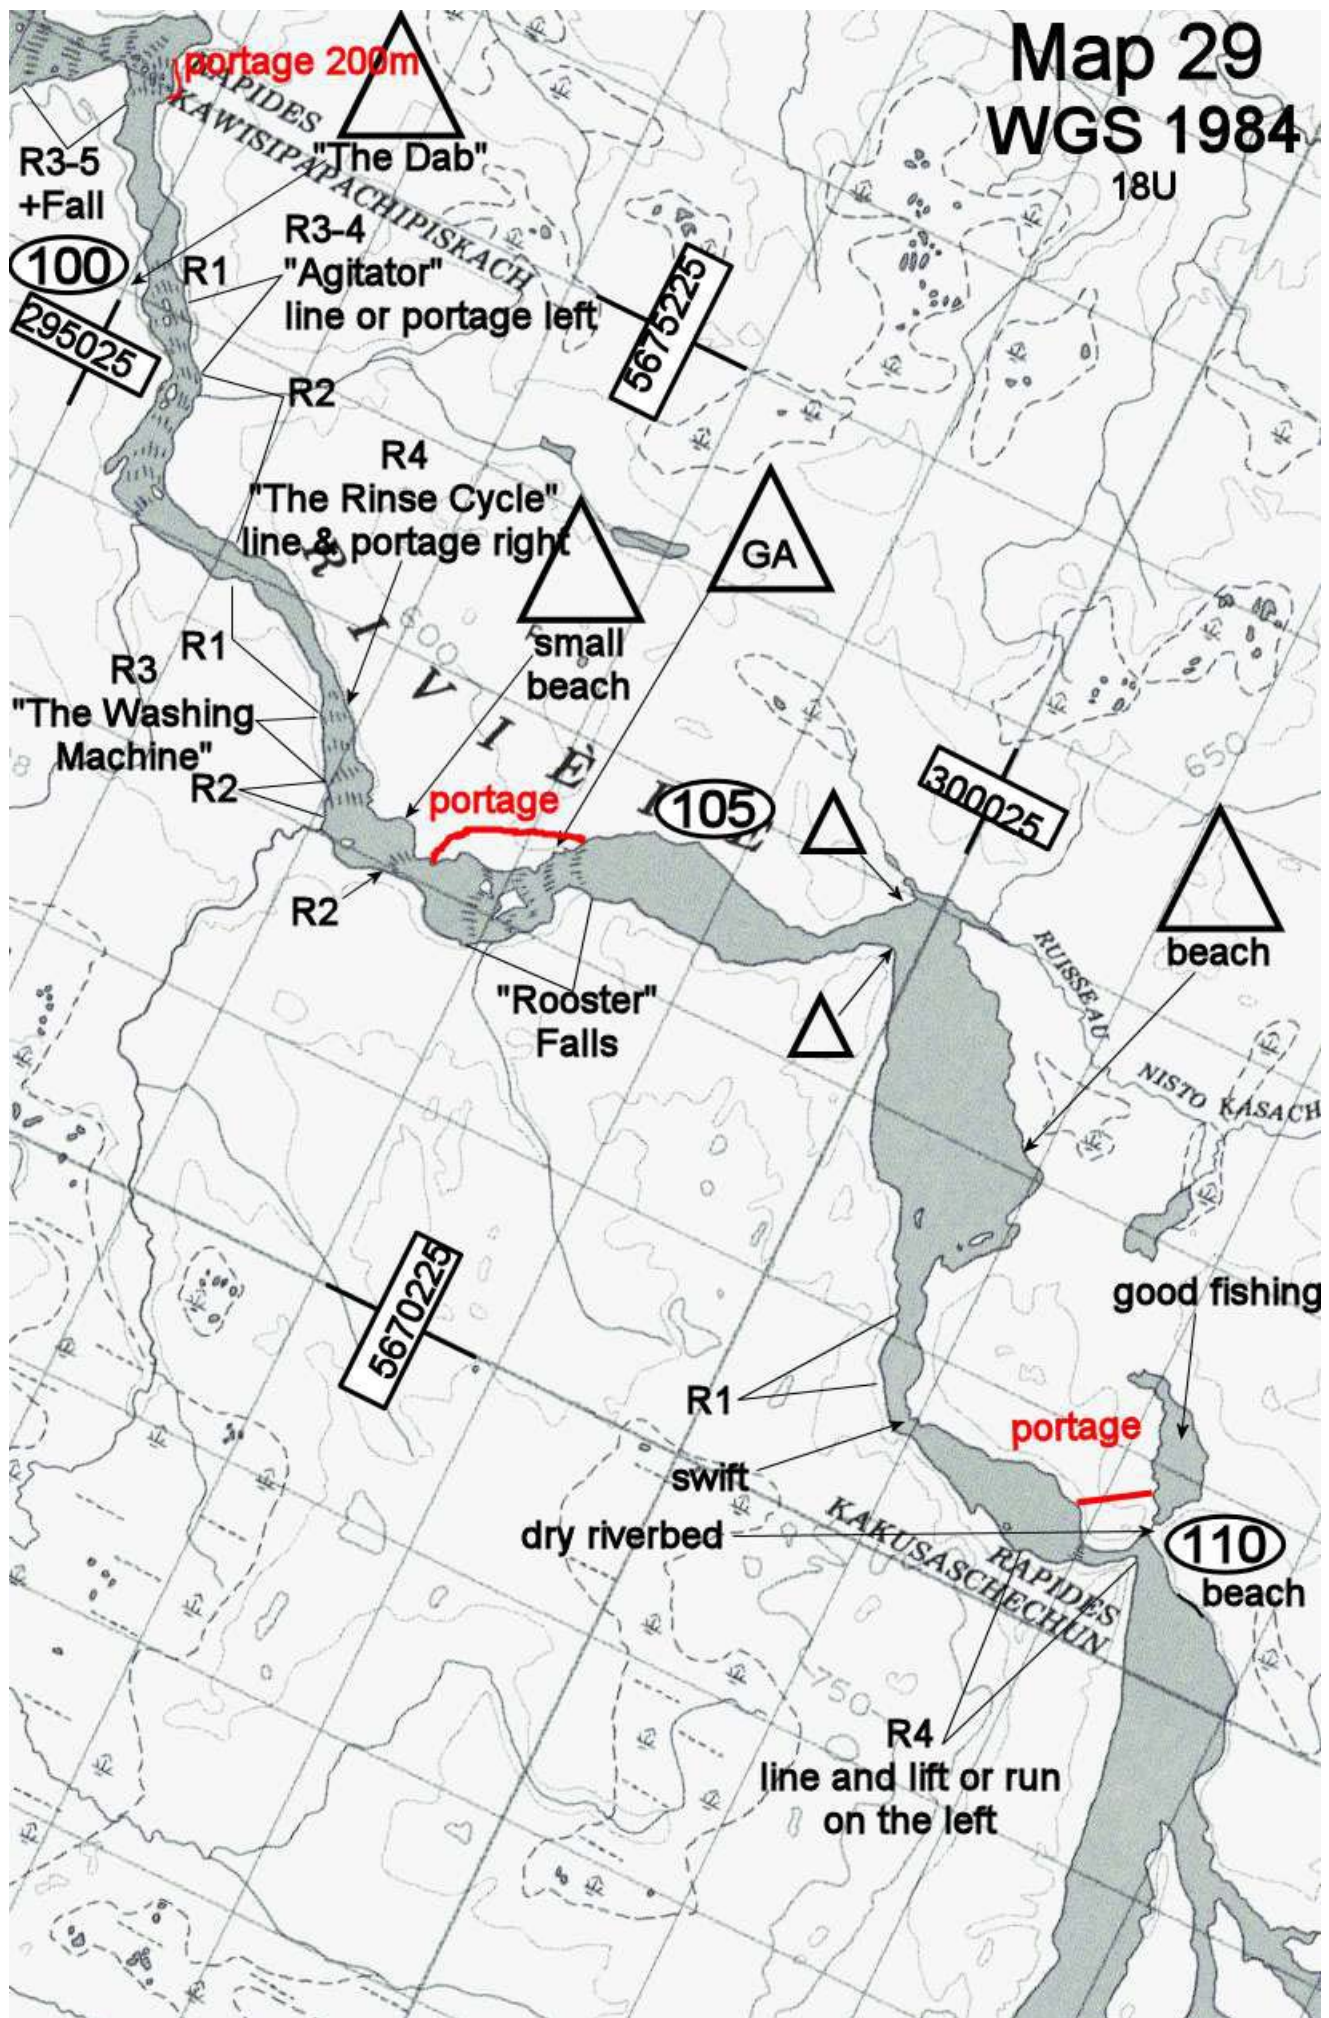 Map 29
WGS 1984
18U
portage 200m
RAPIDES
KAWISIPAPACHIPISKACH
"The Dab"
R3-5
+Fall
100
295025
R1
R3-4
"Agitator"
line or portage left
5675225
R2
R4
"The Rinse Cycle"
line & portage right
GA
RIVIÈRE
600
small
beach
R1
R3
"The Washing
Machine"
R2
portage
105
300025
650
R2
"Rooster"
Falls
beach
RUISSEAU
NISTO KASACH
5670225
good fishing
R1
portage
swift
dry riverbed
KAKUSASCHECHUN
RAPIDES
110
beach
750
R4
line and lift or run
on the left